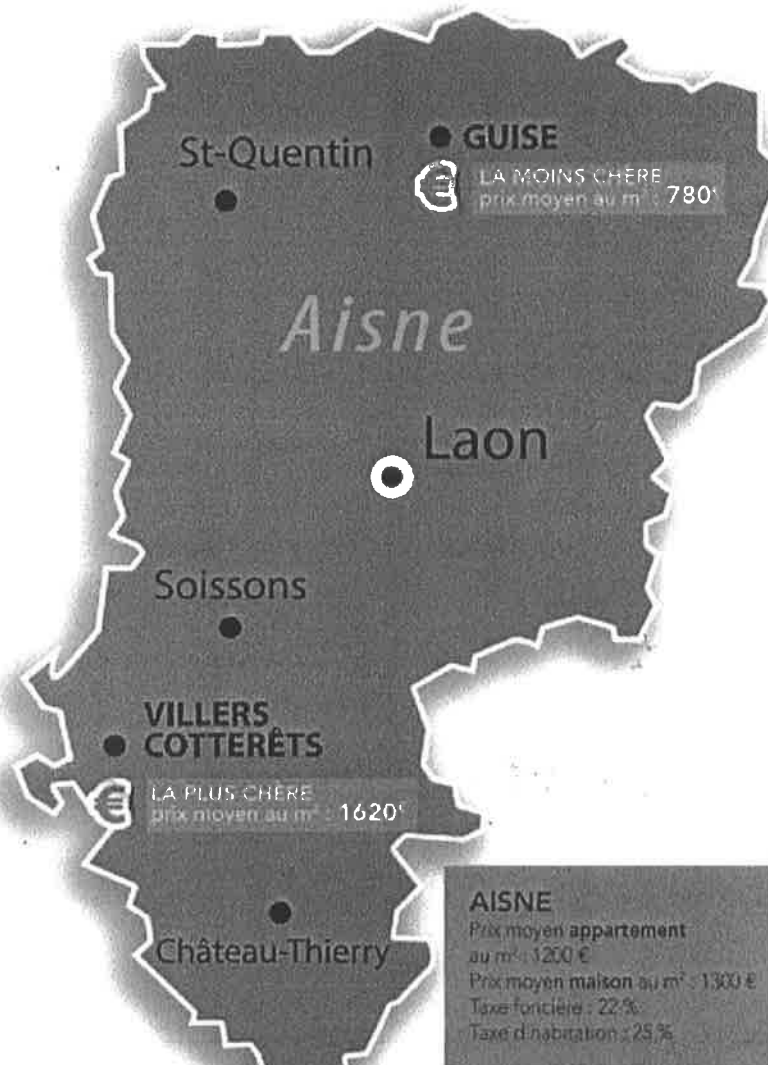 GUISE
St-Quentin
LA MOINS CHÈRE
prix moyen au m² : 780€
Aisne
Laon
Soissons
VILLERS
COTTERÊTS
LA PLUS CHÈRE
prix moyen au m² : 1620€
Château-Thierry
AISNE
Prix moyen appartement
au m² : 1200 €
Prix moyen maison au m² : 1300 €
Taxe foncière : 22 %
Taxe d'habitation : 25 %